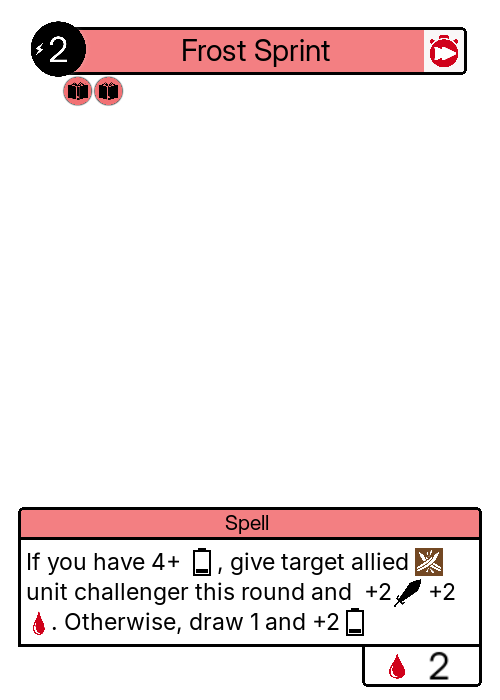 2
Frost Sprint
Spell
If you have 4+ , give target allied
unit challenger this round and +2 +2
. Otherwise, draw 1 and +2
2